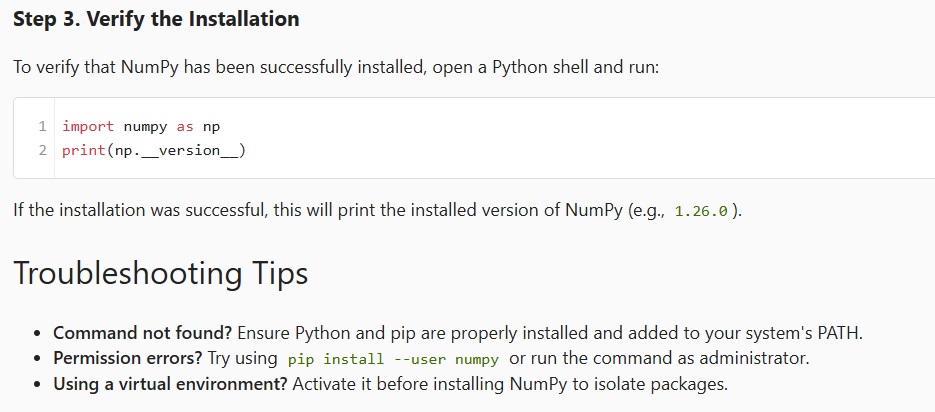 Step 3. Verify the Installation
To verify that NumPy has been successfully installed, open a Python shell and run:
1 import numpy as np
2 print(np.__version__)
If the installation was successful, this will print the installed version of NumPy (e.g., 1.26.0).
Troubleshooting Tips
• Command not found? Ensure Python and pip are properly installed and added to your system's PATH.
• Permission errors? Try using pip install --user numpy or run the command as administrator.
• Using a virtual environment? Activate it before installing NumPy to isolate packages.